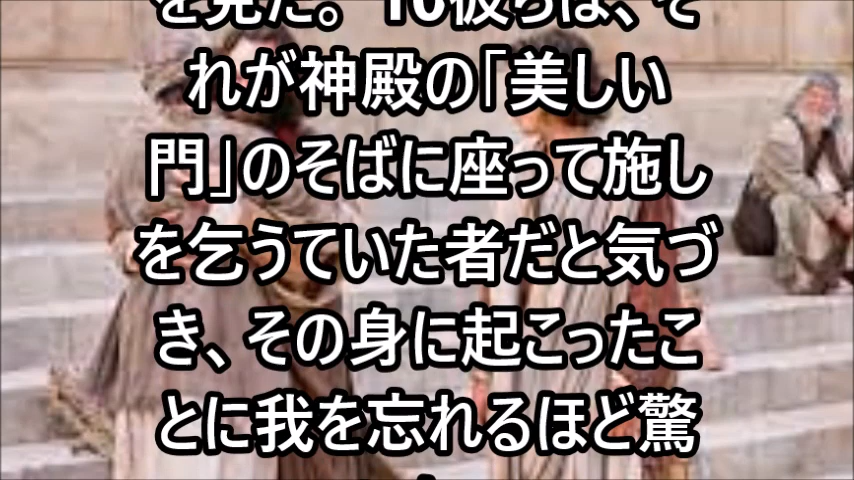 を見た。 10彼らは、そ
れが神殿の「美しい
門」のそばに座って施し
を乞うていた者だと気づ
き、その身に起こったこ
とに我を忘れるほど驚